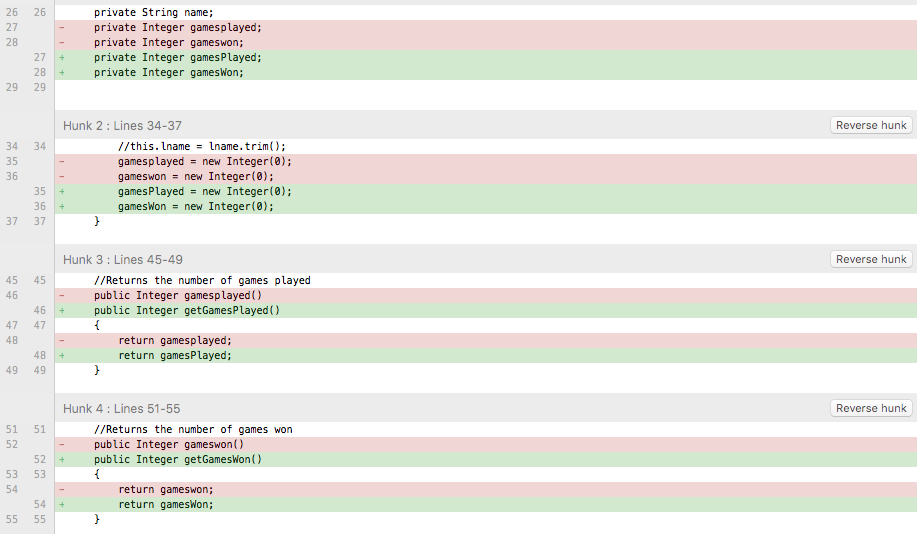 26 26 private String name;
27 - private Integer gamesplayed;
28 - private Integer gameswon;
27 + private Integer gamesPlayed;
28 + private Integer gamesWon;
29 29
Hunk 2 : Lines 34-37 Reverse hunk
34 34 //this.lname = lname.trim();
35 - gamesplayed = new Integer(0);
36 - gameswon = new Integer(0);
35 + gamesPlayed = new Integer(0);
36 + gamesWon = new Integer(0);
37 37 }
Hunk 3 : Lines 45-49 Reverse hunk
45 45 //Returns the number of games played
46 - public Integer gamesplayed()
46 + public Integer getGamesPlayed()
47 47 {
48 - return gamesplayed;
48 + return gamesPlayed;
49 49 }
Hunk 4 : Lines 51-55 Reverse hunk
51 51 //Returns the number of games won
52 - public Integer gameswon()
52 + public Integer getGamesWon()
53 53 {
54 - return gameswon;
54 + return gamesWon;
55 55 }